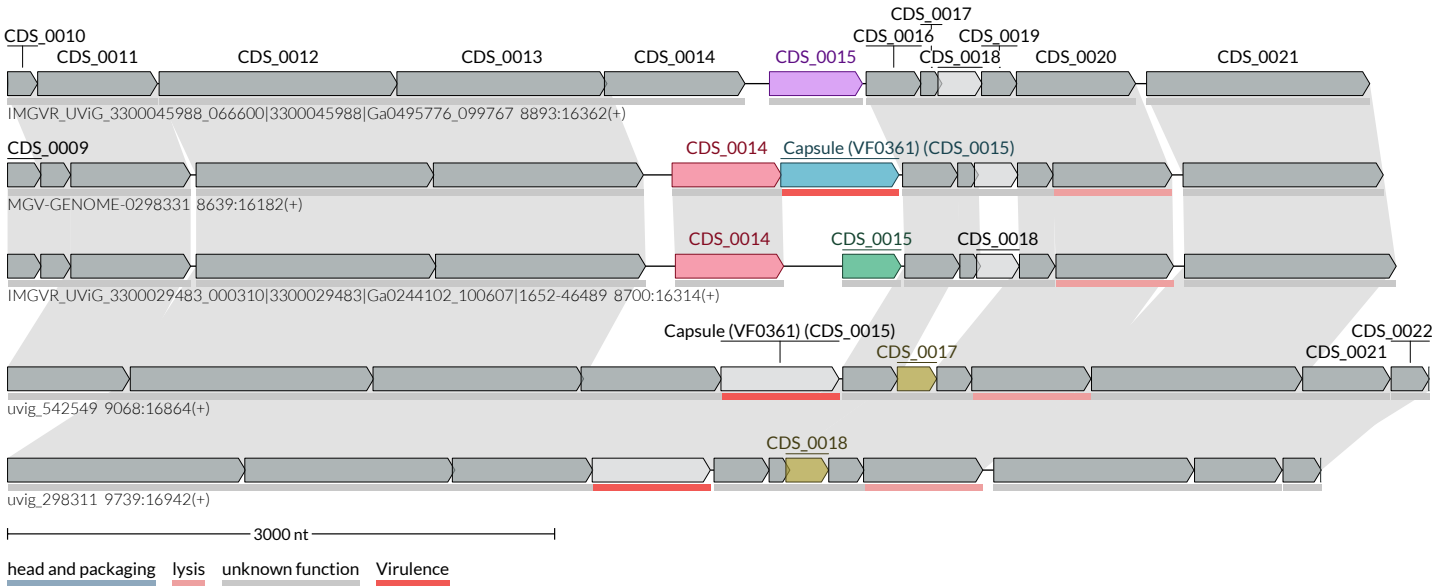 CDS_0017
CDS_0010 CDS_0016 CDS_0019
CDS_0011 CDS_0012 CDS_0013 CDS_0014 CDS_0015 CDS_0018 CDS_0020 CDS_0021
IMGVR_UViG_3300045988_066600|3300045988|Ga0495776_099767 8893:16362(+)
CDS_0009 CDS_0014 Capsule (VF0361) (CDS_0015)
MGV-GENOME-0298331 8639:16182(+)
CDS_0014 CDS_0015 CDS_0018
IMGVR_UViG_3300029483_000310|3300029483|Ga0244102_100607|1652-46489 8700:16314(+)
Capsule (VF0361) (CDS_0015) CDS_0022
CDS_0017 CDS_0021
uvig_542549 9068:16864(+)
CDS_0018
uvig_298311 9739:16942(+)
3000 nt
head and packaging lysis unknown function Virulence